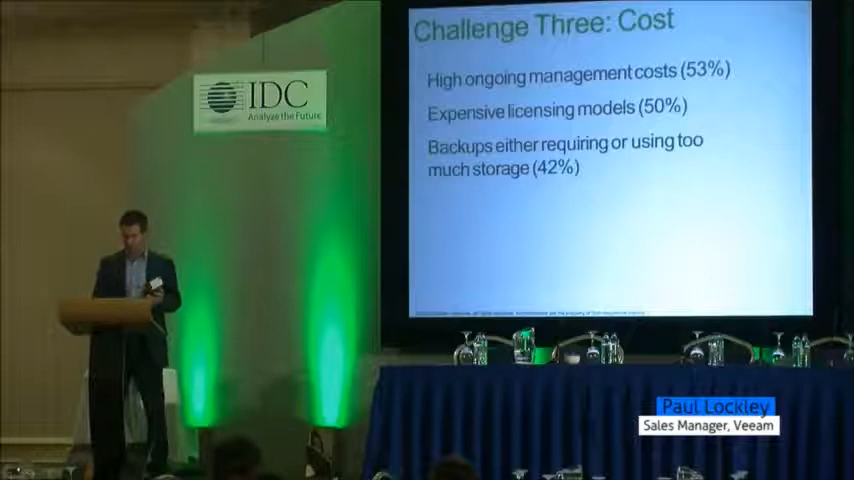 Challenge Three: Cost
High ongoing management costs (53%)
Expensive licensing models (50%)
Backups either requiring or using too
much storage (42%)
IDC
Analyze the Future
Paul Lockley
Sales Manager, Veeam